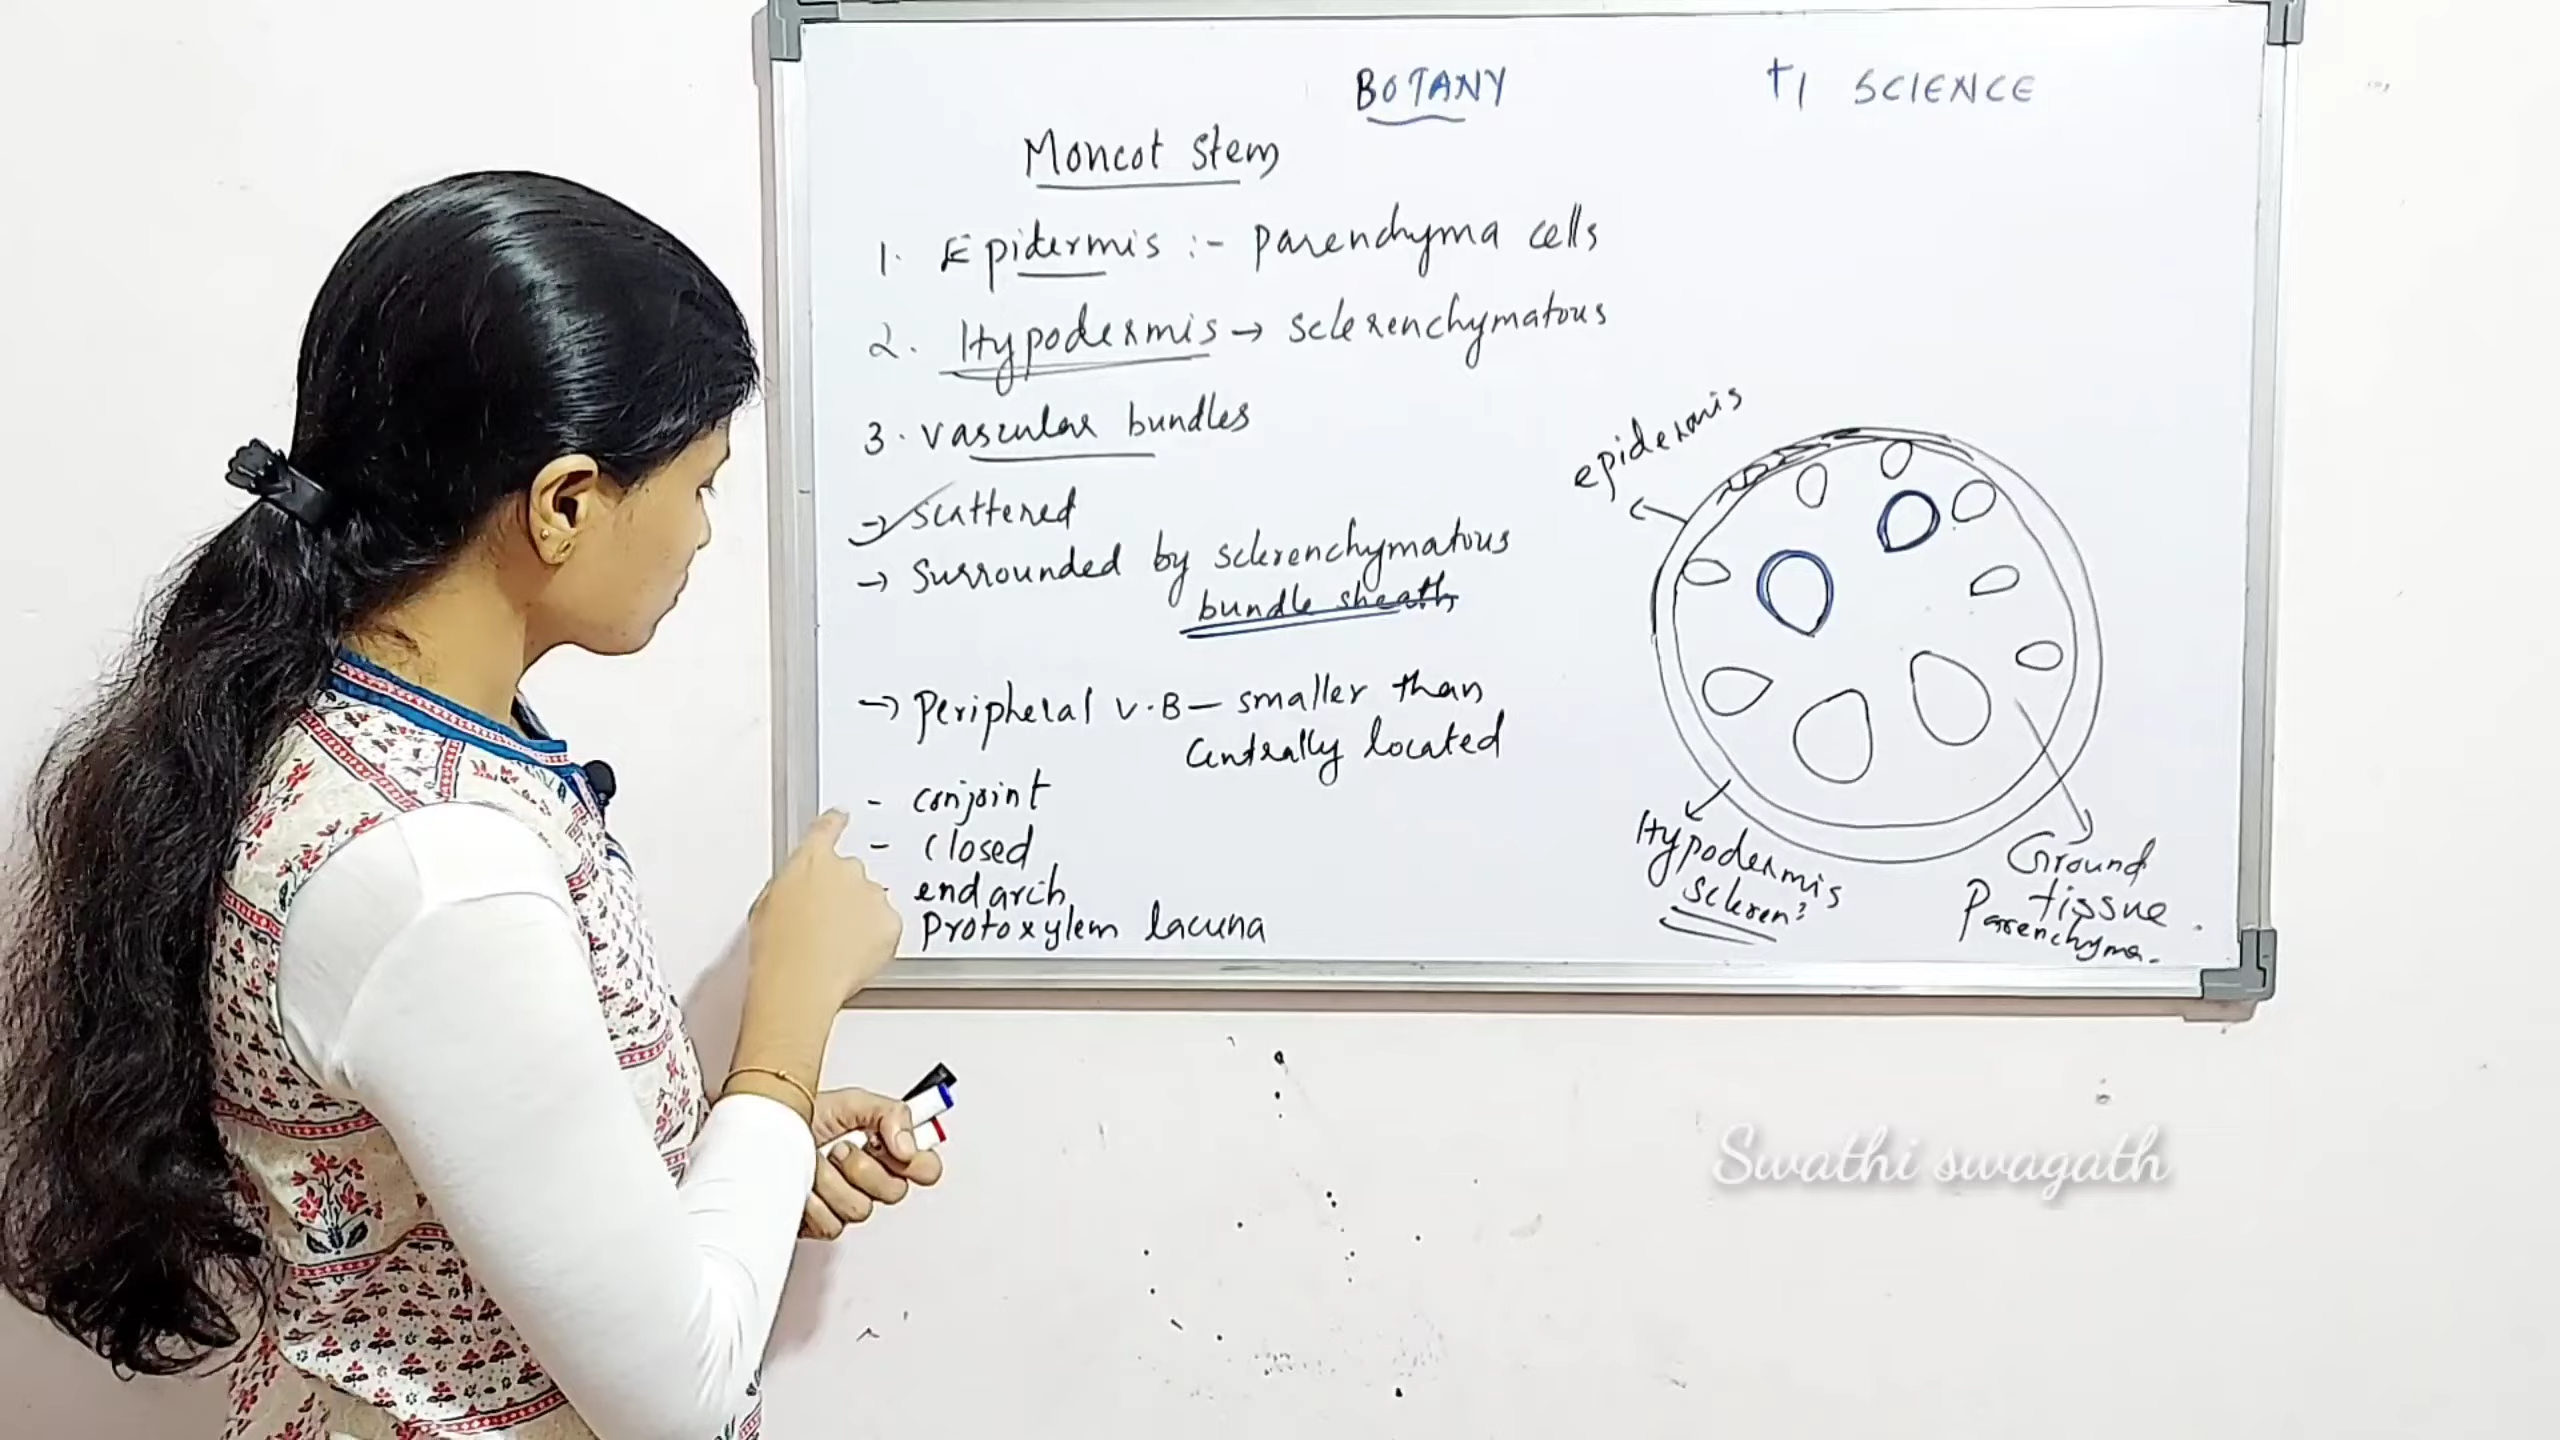 BOTANY
+1 SCIENCE
Moncot stem
1. Epidermis :- parenchyma cells
2. Hypodermis → sclerenchymatous
3. vascular bundles
→ scattered
→ surrounded by sclerenchymatous
bundle sheath
→ peripheral v.B - smaller than
centrally located
- conjoint
- closed
endarch
protoxylem lacuna
epidermis
Hypodermis
scleren:
Ground
tissue
Parenchyma.
Swathi swagath